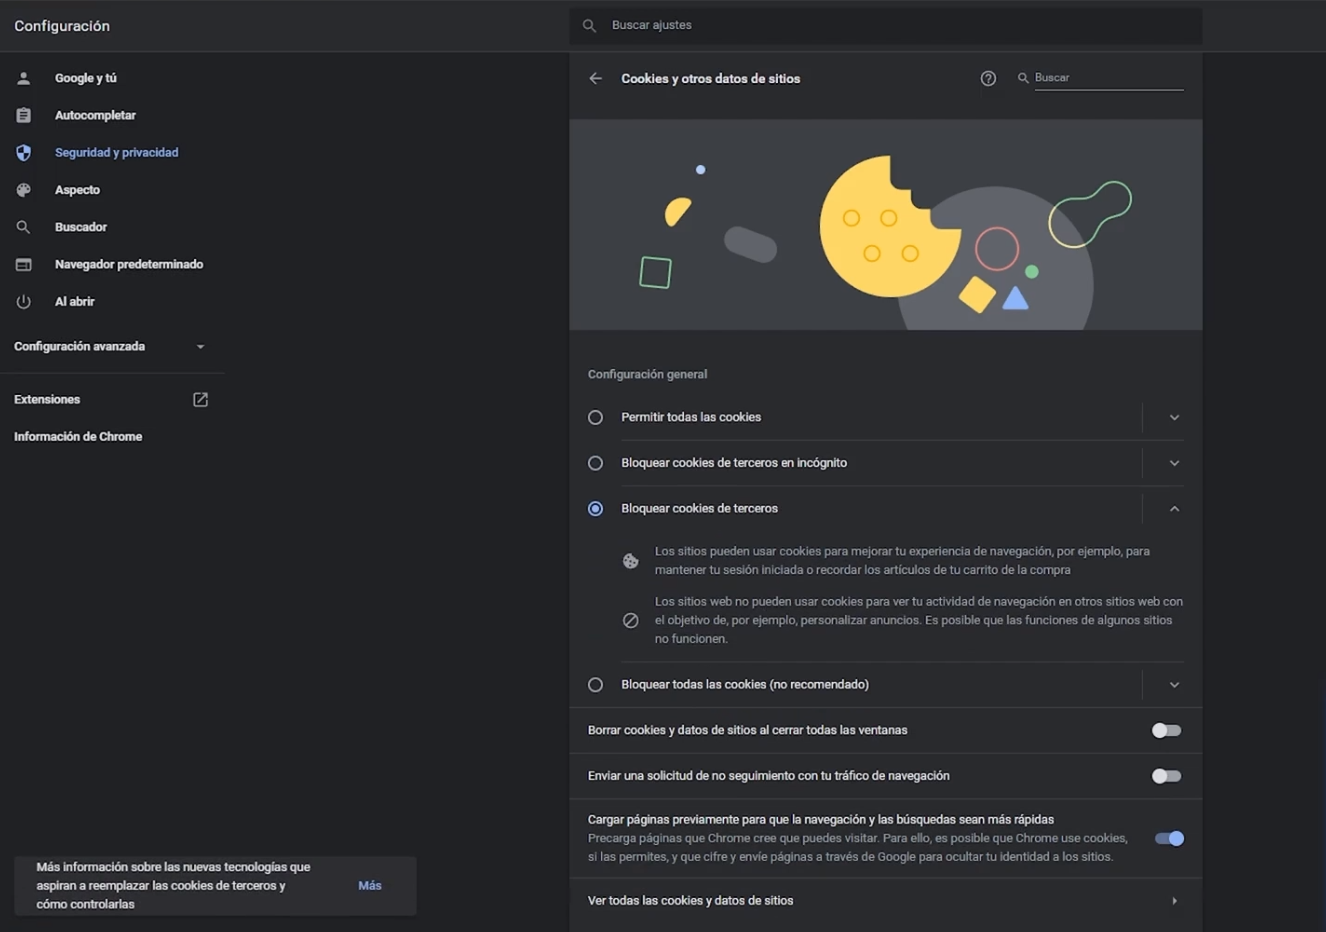 Configuración
Buscar ajustes
Google y tú
Autocompletar
Seguridad y privacidad
Aspecto
Buscador
Navegador predeterminado
Al abrir
Configuración avanzada
Extensiones
Información de Chrome
Más información sobre las nuevas tecnologías que
aspiran a reemplazar las cookies de terceros y
cómo controlarlas
Más
Cookies y otros datos de sitios
Buscar
Configuración general
Permitir todas las cookies
Bloquear cookies de terceros en incógnito
Bloquear cookies de terceros
Los sitios pueden usar cookies para mejorar tu experiencia de navegación, por ejemplo, para
mantener tu sesión iniciada o recordar los artículos de tu carrito de la compra
Los sitios web no pueden usar cookies para ver tu actividad de navegación en otros sitios web con
el objetivo de, por ejemplo, personalizar anuncios. Es posible que las funciones de algunos sitios
no funcionen.
Bloquear todas las cookies (no recomendado)
Borrar cookies y datos de sitios al cerrar todas las ventanas
Enviar una solicitud de no seguimiento con tu tráfico de navegación
Cargar páginas previamente para que la navegación y las búsquedas sean más rápidas
Precarga páginas que Chrome cree que puedes visitar. Para ello, es posible que Chrome use cookies,
si las permites, y que cifre y envíe páginas a través de Google para ocultar tu identidad a los sitios.
Ver todas las cookies y datos de sitios